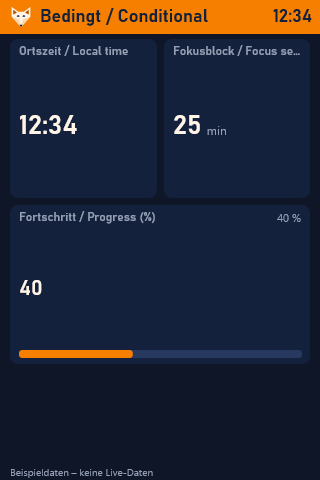 Bedingt / Conditional 12:34
Ortszeit / Local time
12:34
Fokusblock / Focus se...
25 min
Fortschritt / Progress (%) 40 %
40
Beispieldaten – keine Live-Daten